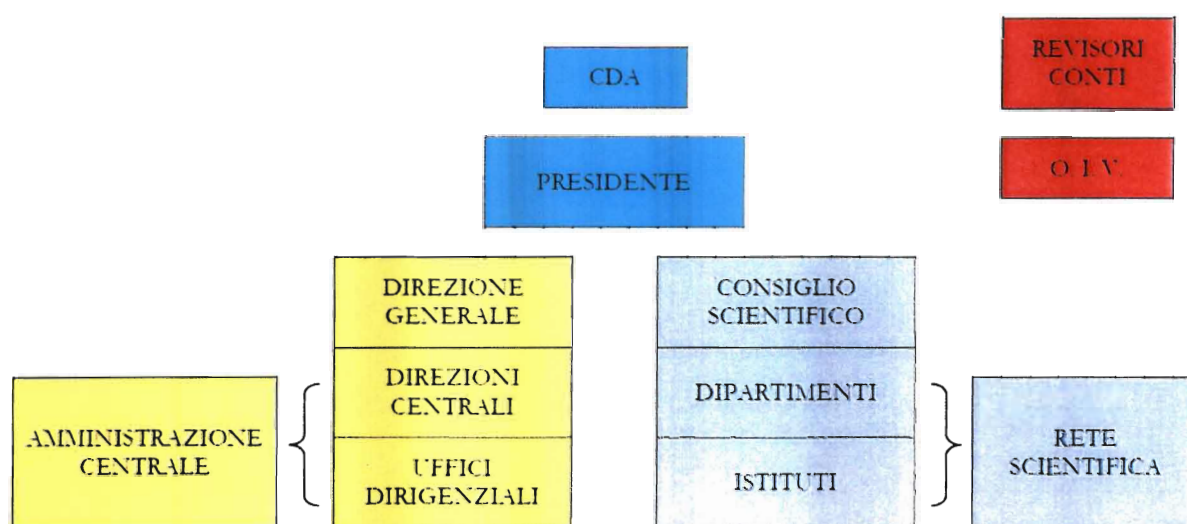 CDA
REVISORI
CONTI
PRESIDENTE
O. I. V.
DIREZIONE
GENERALE
CONSIGLIO
SCIENTIFICO
DIREZIONI
CENTRALI
DIPARTIMENTI
AMMINISTRAZIONE
CENTRALE
UFFICI
DIRIGENZIALI
ISTITUTI
RETE
SCIENTIFICA